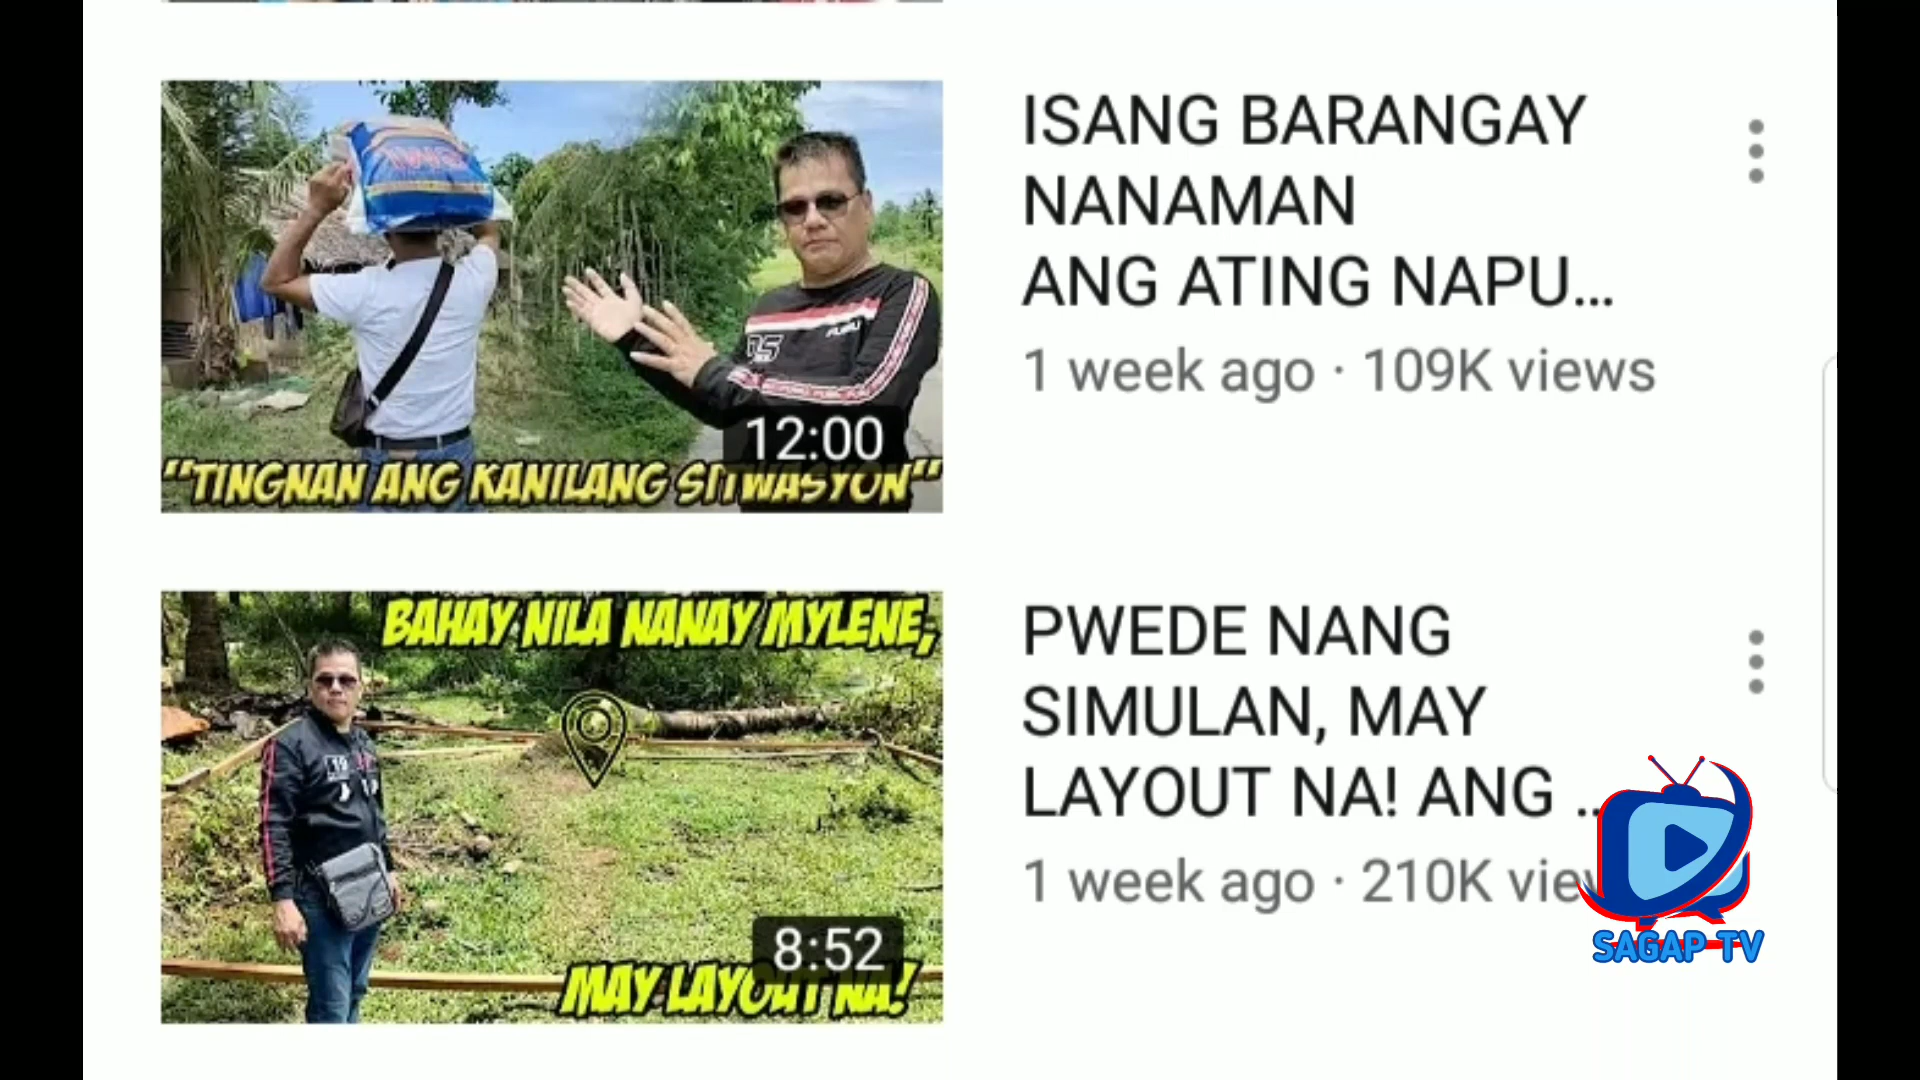 ISANG BARANGAY
NANAMAN
ANG ATING NAPU...
1 week ago · 109K views
12:00
"TINGNAN ANG KANILANG SITWASYON"
BAHAY NILA NANAY MYLENE,
8:52
MAY LAYOUT NA!
PWEDE NANG
SIMULAN, MAY
LAYOUT NA! ANG ...
1 week ago · 210K
SAGAP TV